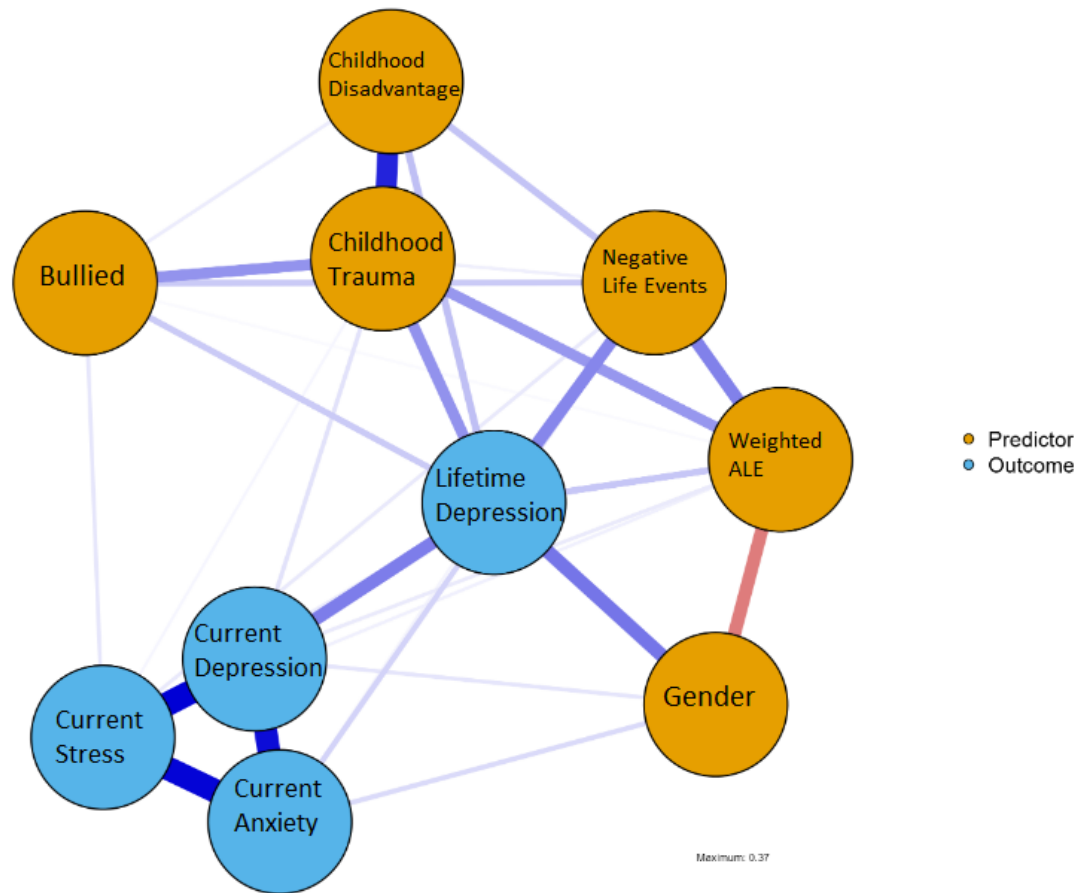 Childhood
Disadvantage
Childhood
Trauma
Bullied
Negative
Life Events
Weighted
ALE
Lifetime
Depression
Predictor
Outcome
Current
Depression
Gender
Current
Stress
Current
Anxiety
Maximum: 0.37